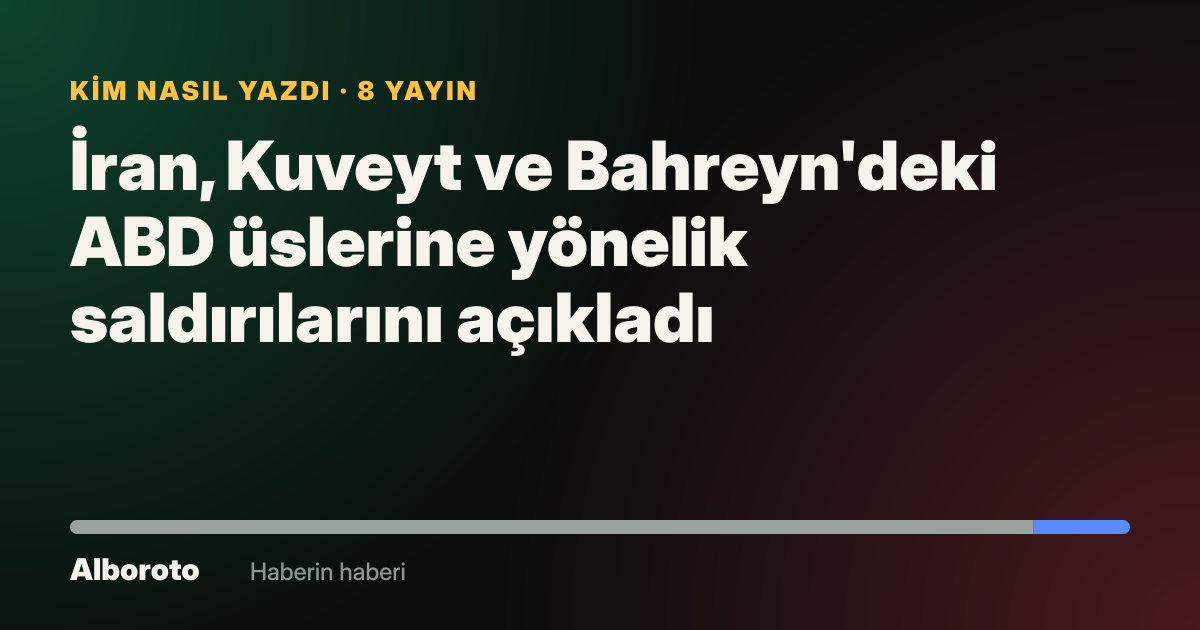 KİM NASIL YAZDI · 8 YAYIN
İran, Kuveyt ve Bahreyn'deki
ABD üslerine yönelik
saldırılarını açıkladı
Alboroto
Haberin haberi